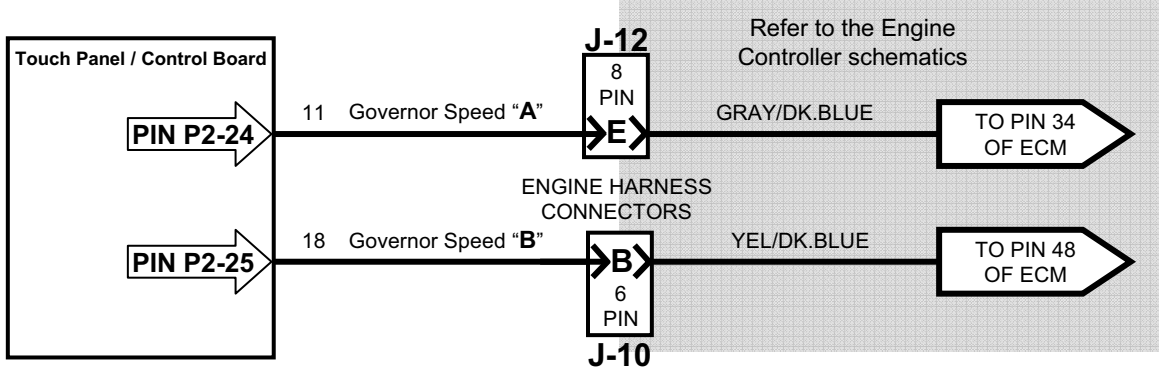 Touch Panel / Control Board
PIN P2-24
11 Governor Speed “A”
J-12
8
PIN
E
Refer to the Engine
Controller schematics
GRAY/DK.BLUE
TO PIN 34
OF ECM
ENGINE HARNESS
CONNECTORS
PIN P2-25
18 Governor Speed “B”
B
6
PIN
J-10
YEL/DK.BLUE
TO PIN 48
OF ECM